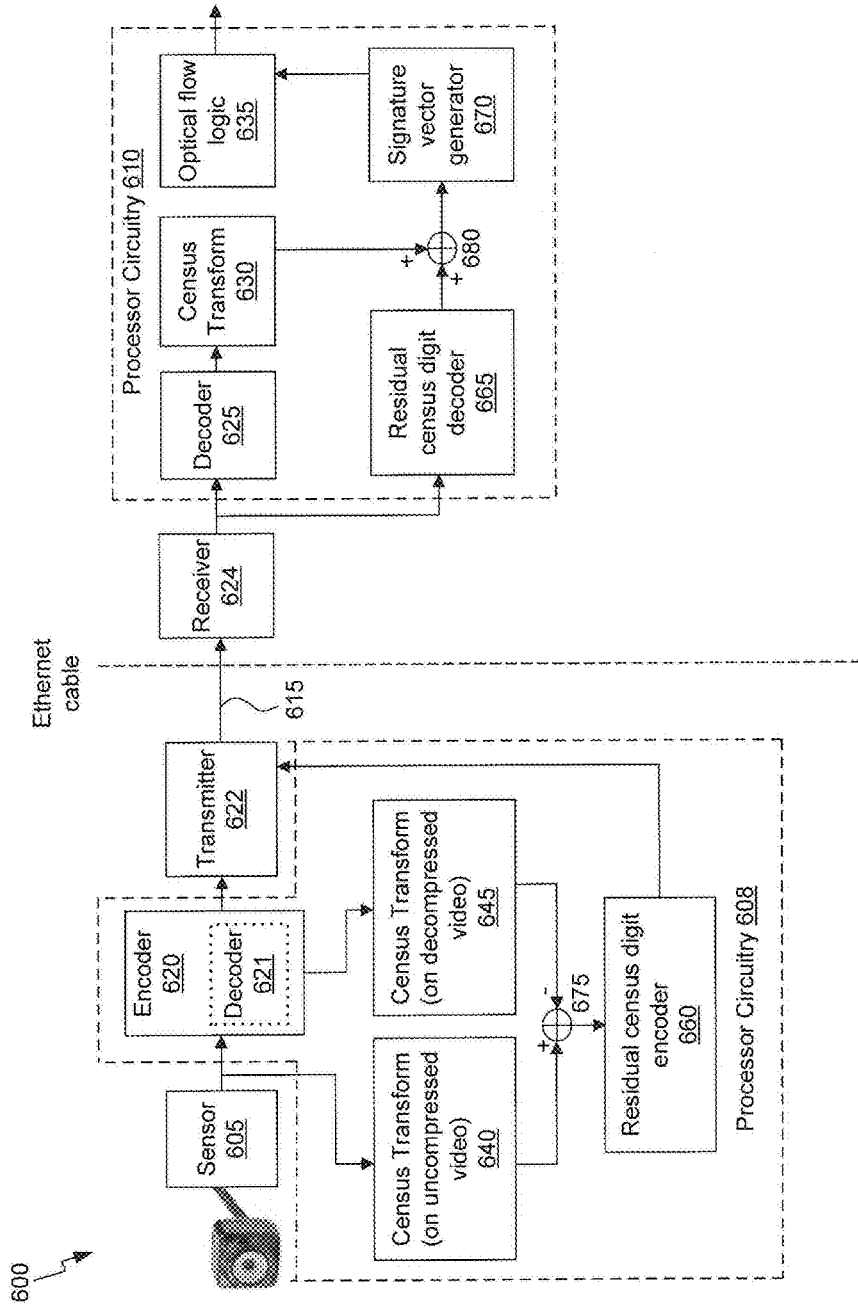 600
Sensor
605
Encoder
620
Decoder
621
Transmitter
622
615
Ethernet
cable
Census Transform
(on uncompressed
video)
640
Census Transform
(on decompressed
video)
645
+
-
675
Residual census digit
encoder
660
Processor Circuitry 608
Receiver
624
Processor Circuitry 610
Decoder
625
Census
Transform
630
Optical flow
logic
635
Residual
census digit
decoder
665
+
+
680
Signature
vector
generator
670